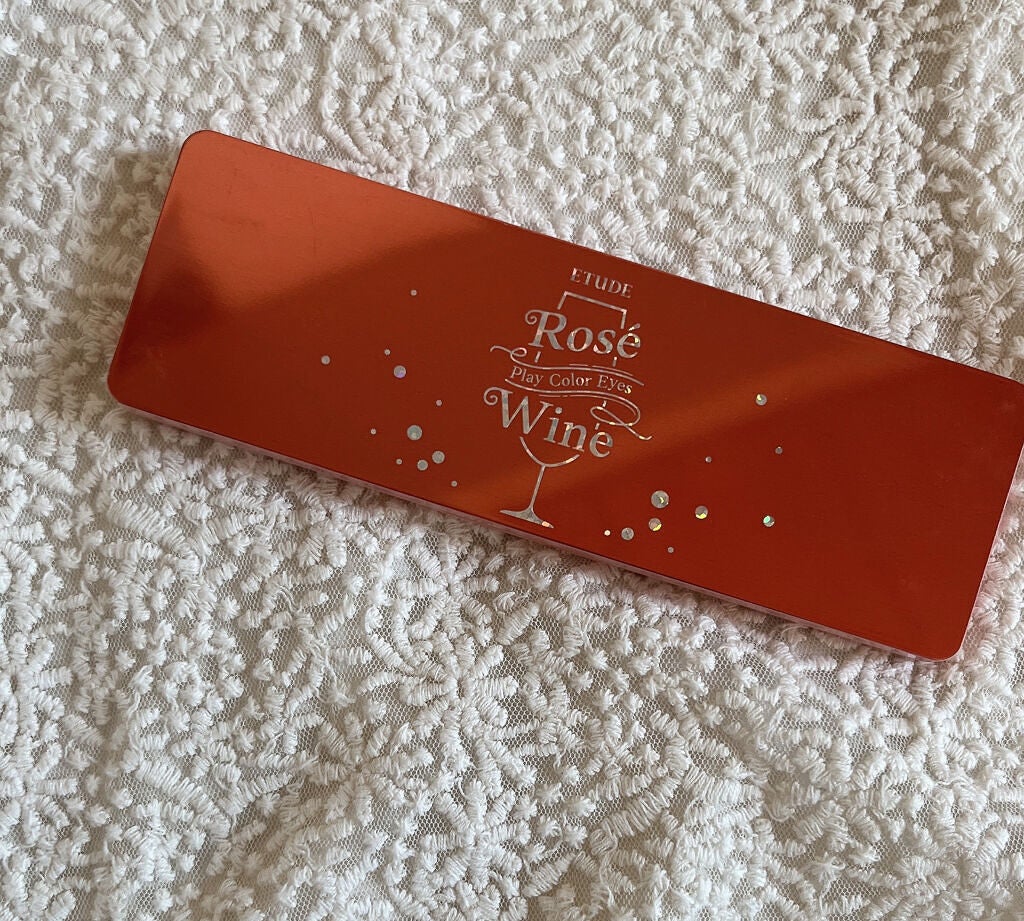 ETUDE
Rosé
Play Color Eyes
Wine